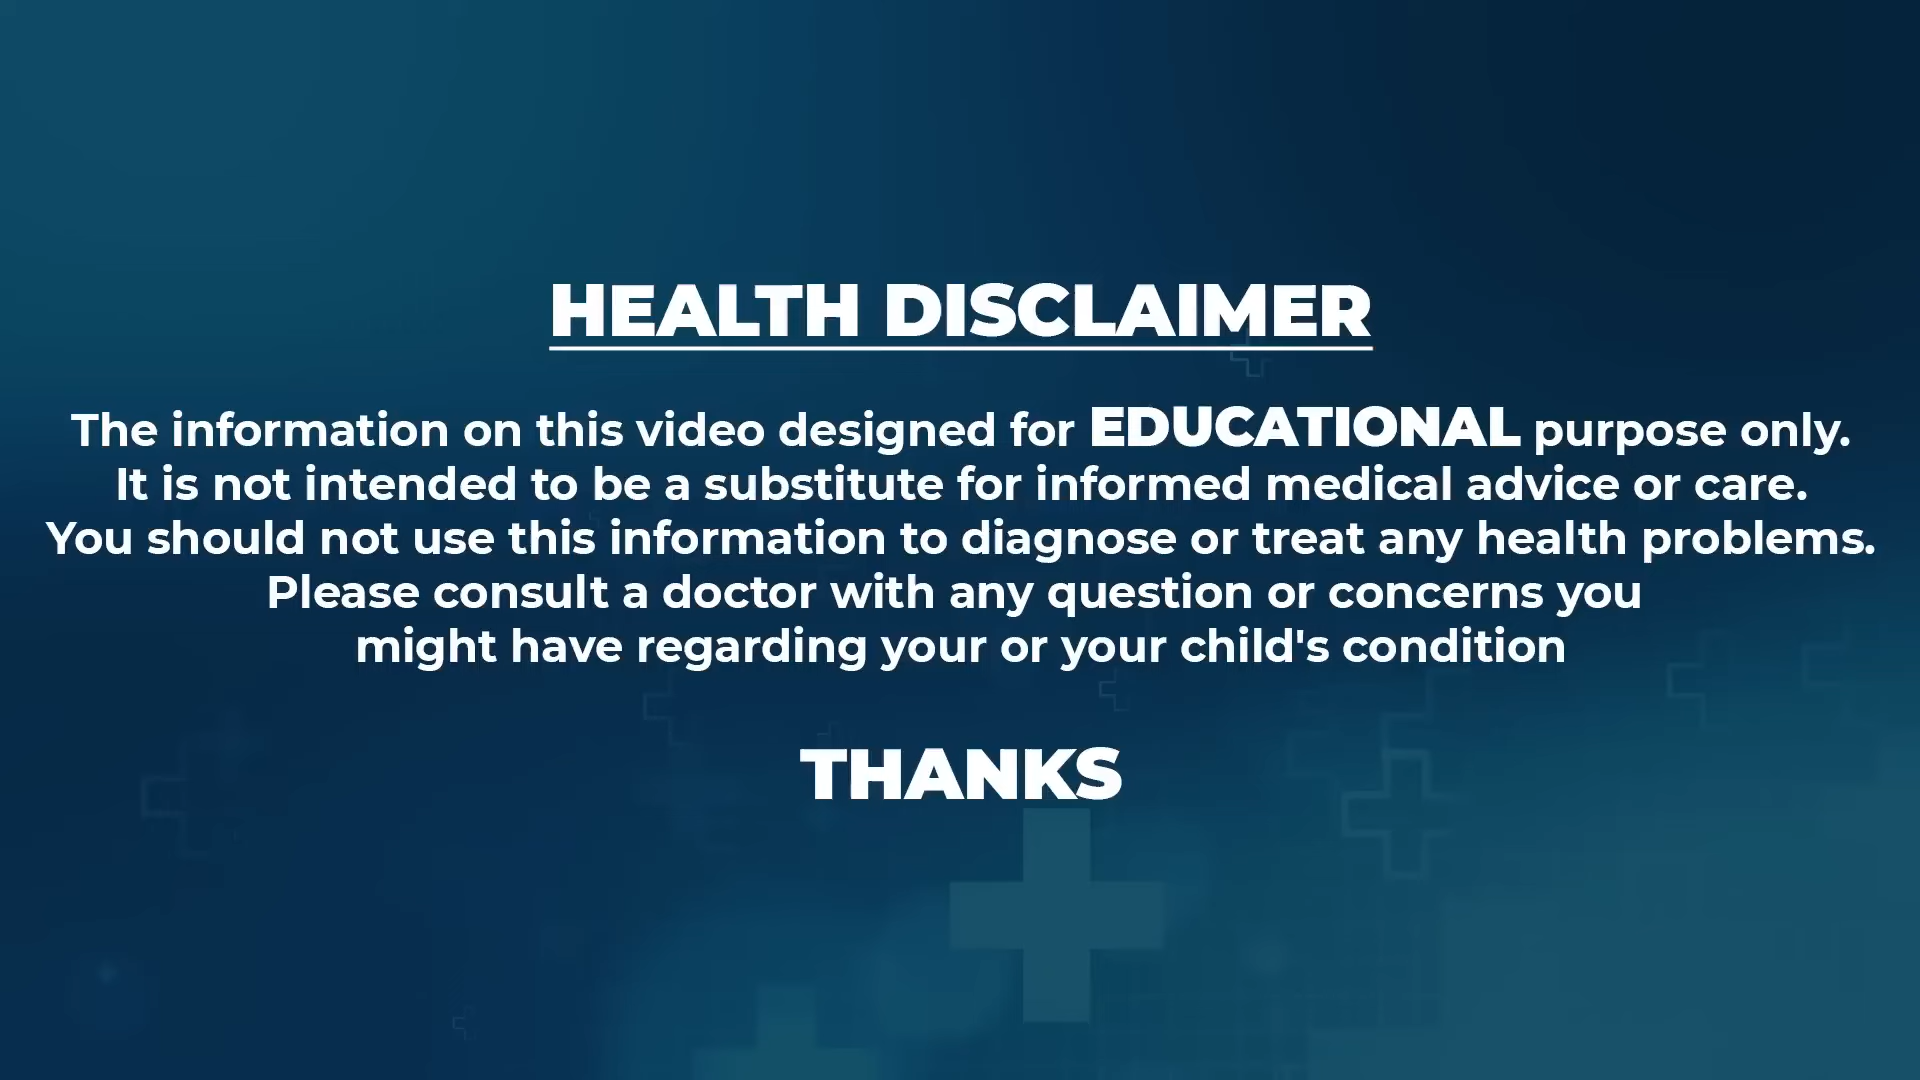 HEALTH DISCLAIMER
The information on this video designed for EDUCATIONAL purpose only.
It is not intended to be a substitute for informed medical advice or care.
You should not use this information to diagnose or treat any health problems.
Please consult a doctor with any question or concerns you
might have regarding your or your child's condition
THANKS